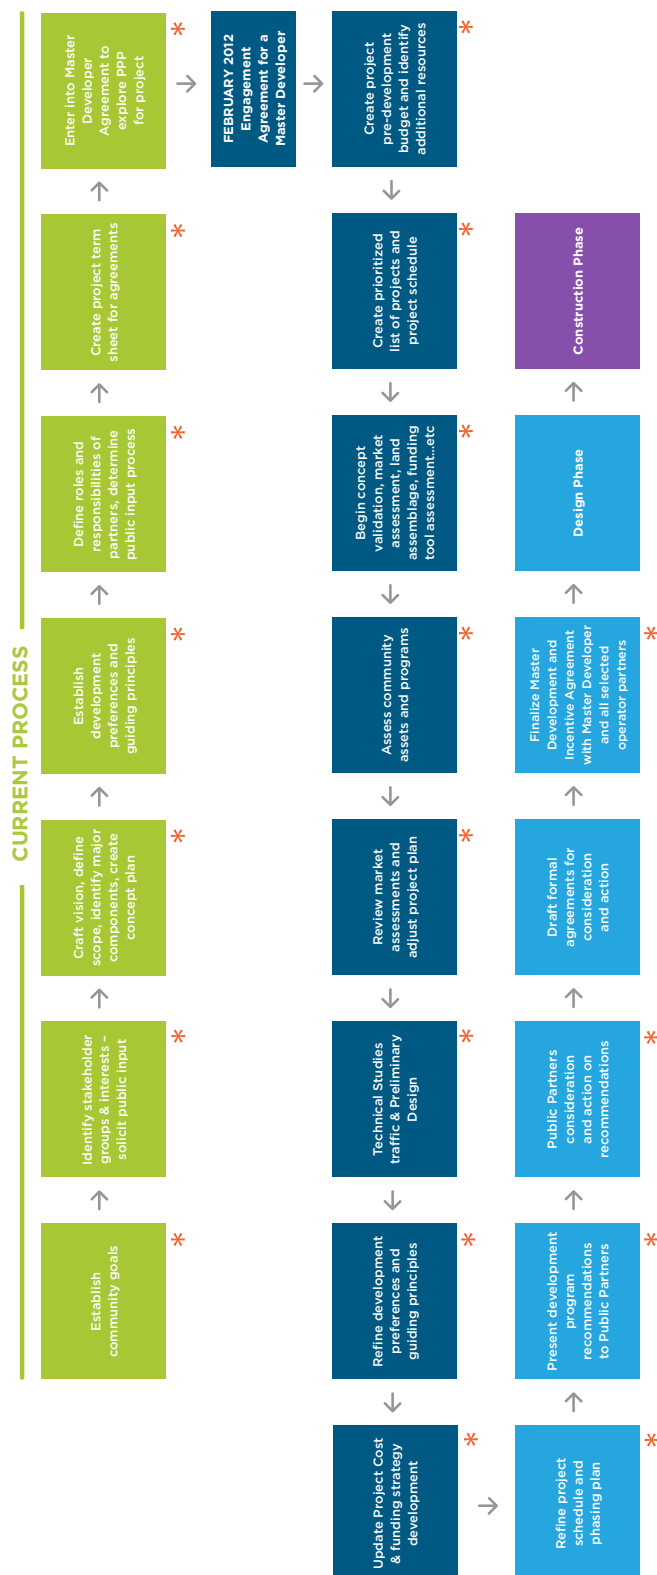 CURRENT PROCESS
Establish
community goals
*
Identify stakeholder
groups & interests –
solicit public input
*
Craft vision, define
scope, identify major
components, create
concept plan
*
Establish
development
preferences and
guiding principles
*
Define roles and
responsibilities of
partners, determine
public input process
*
Create project term
sheet for agreements
*
Enter into Master
Developer
Agreement to
explore PPP
for project
*
FEBRUARY 2012
Engagement
Agreement for a
Master Developer
Create project
pre-development
budget and identify
additional resources
*
Create prioritized
list of projects and
project schedule
*
Begin concept
validation, market
assessment, land
assemblage, funding
tool assessment...etc
*
Assess community
assets and programs
*
Review market
assessments and
adjust project plan
*
Technical Studies
traffic & Preliminary
Design
*
Refine development
preferences and
guiding principles
*
Update Project Cost
& funding strategy
development
*
Refine project
schedule and
phasing plan
*
Present development
program
recommendations
to Public Partners
*
Public Partners
consideration
and action on
recommendations
*
Draft formal
agreements for
consideration
and action
Finalize Master
Development and
Incentive Agreement
with Master Developer
and all selected
operator partners
*
Design Phase
Construction Phase